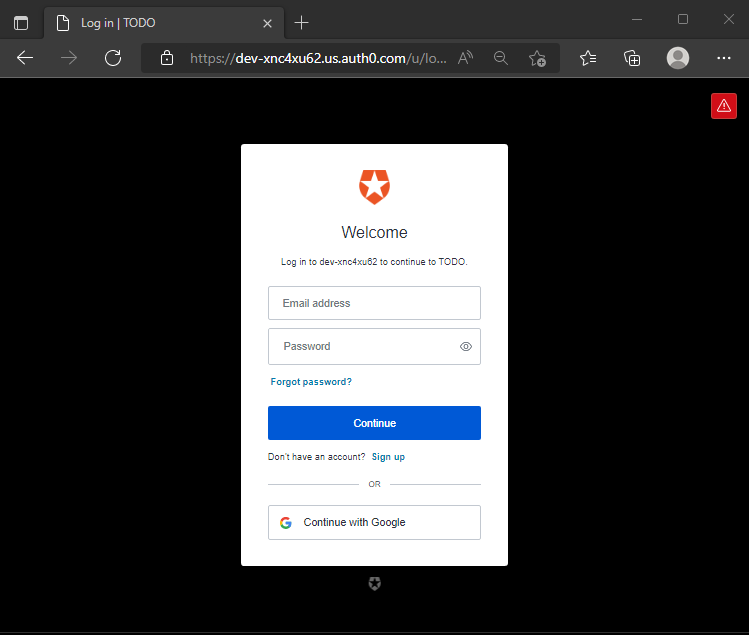 Log in | TODO
https://dev-xnc4xu62.us.auth0.com/u/lo...
Welcome
Log in to dev-xnc4xu62 to continue to TODO.
Email address
Password
Forgot password?
Continue
Don't have an account? Sign up
OR
Continue with Google